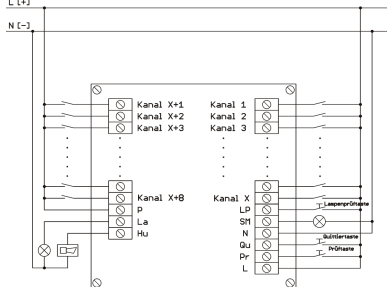 L [+]
N [-]
Kanal X+1 Kanal 1
Kanal X+2 Kanal 2
Kanal X+3 Kanal 3
Kanal X+8 Kanal X
P LP Lampenprüftaste
La SM
Hu N
Qu Quittiertaste
Pr Prüftaste
L